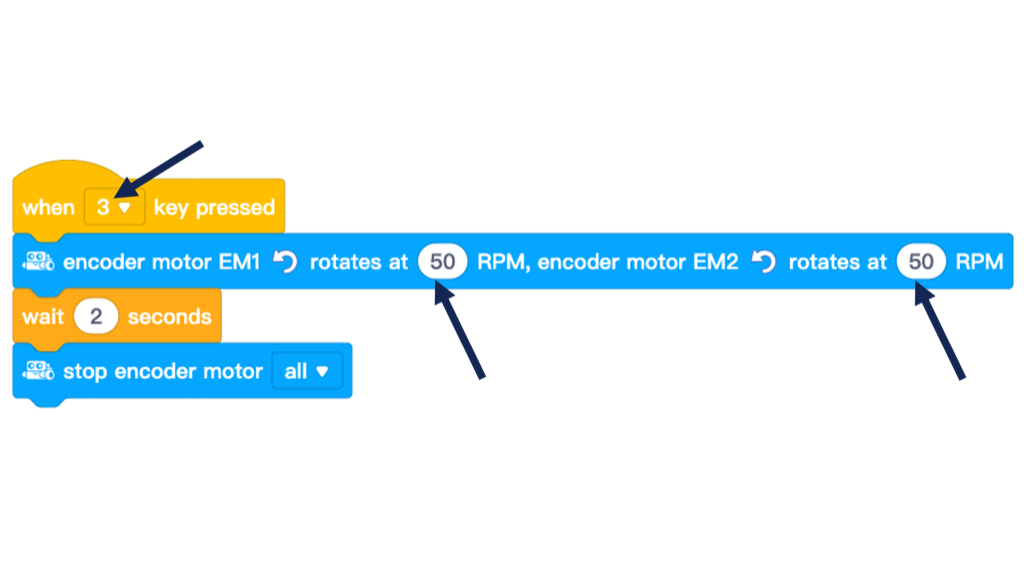 when 3 key pressed
encoder motor EM1 rotates at 50 RPM, encoder motor EM2 rotates at 50 RPM
wait 2 seconds
stop encoder motor all